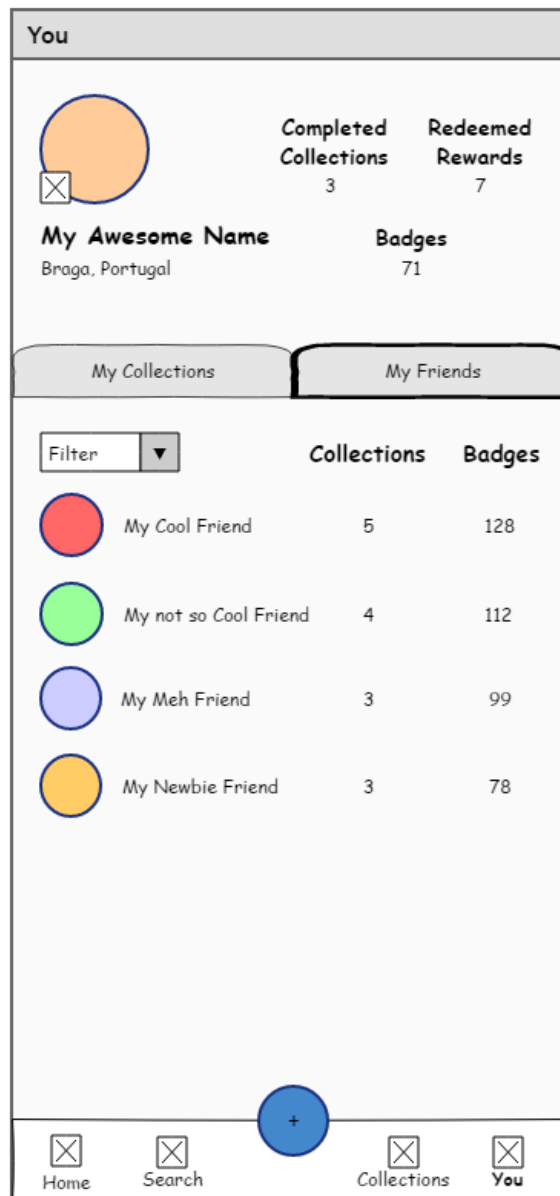 You
Completed Collections
3
Redeemed Rewards
7
My Awesome Name
Braga, Portugal
Badges
71
My Collections
My Friends
Filter ▼
Collections
Badges
My Cool Friend 5 128
My not so Cool Friend 4 112
My Meh Friend 3 99
My Newbie Friend 3 78
+
Home
Search
Collections
You